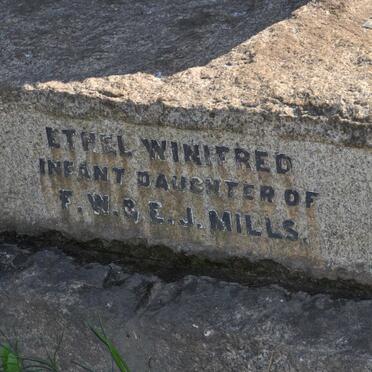 ETHEL WINIFRED
INFANT DAUGHTER OF
F. W. & E. J. MILLS.